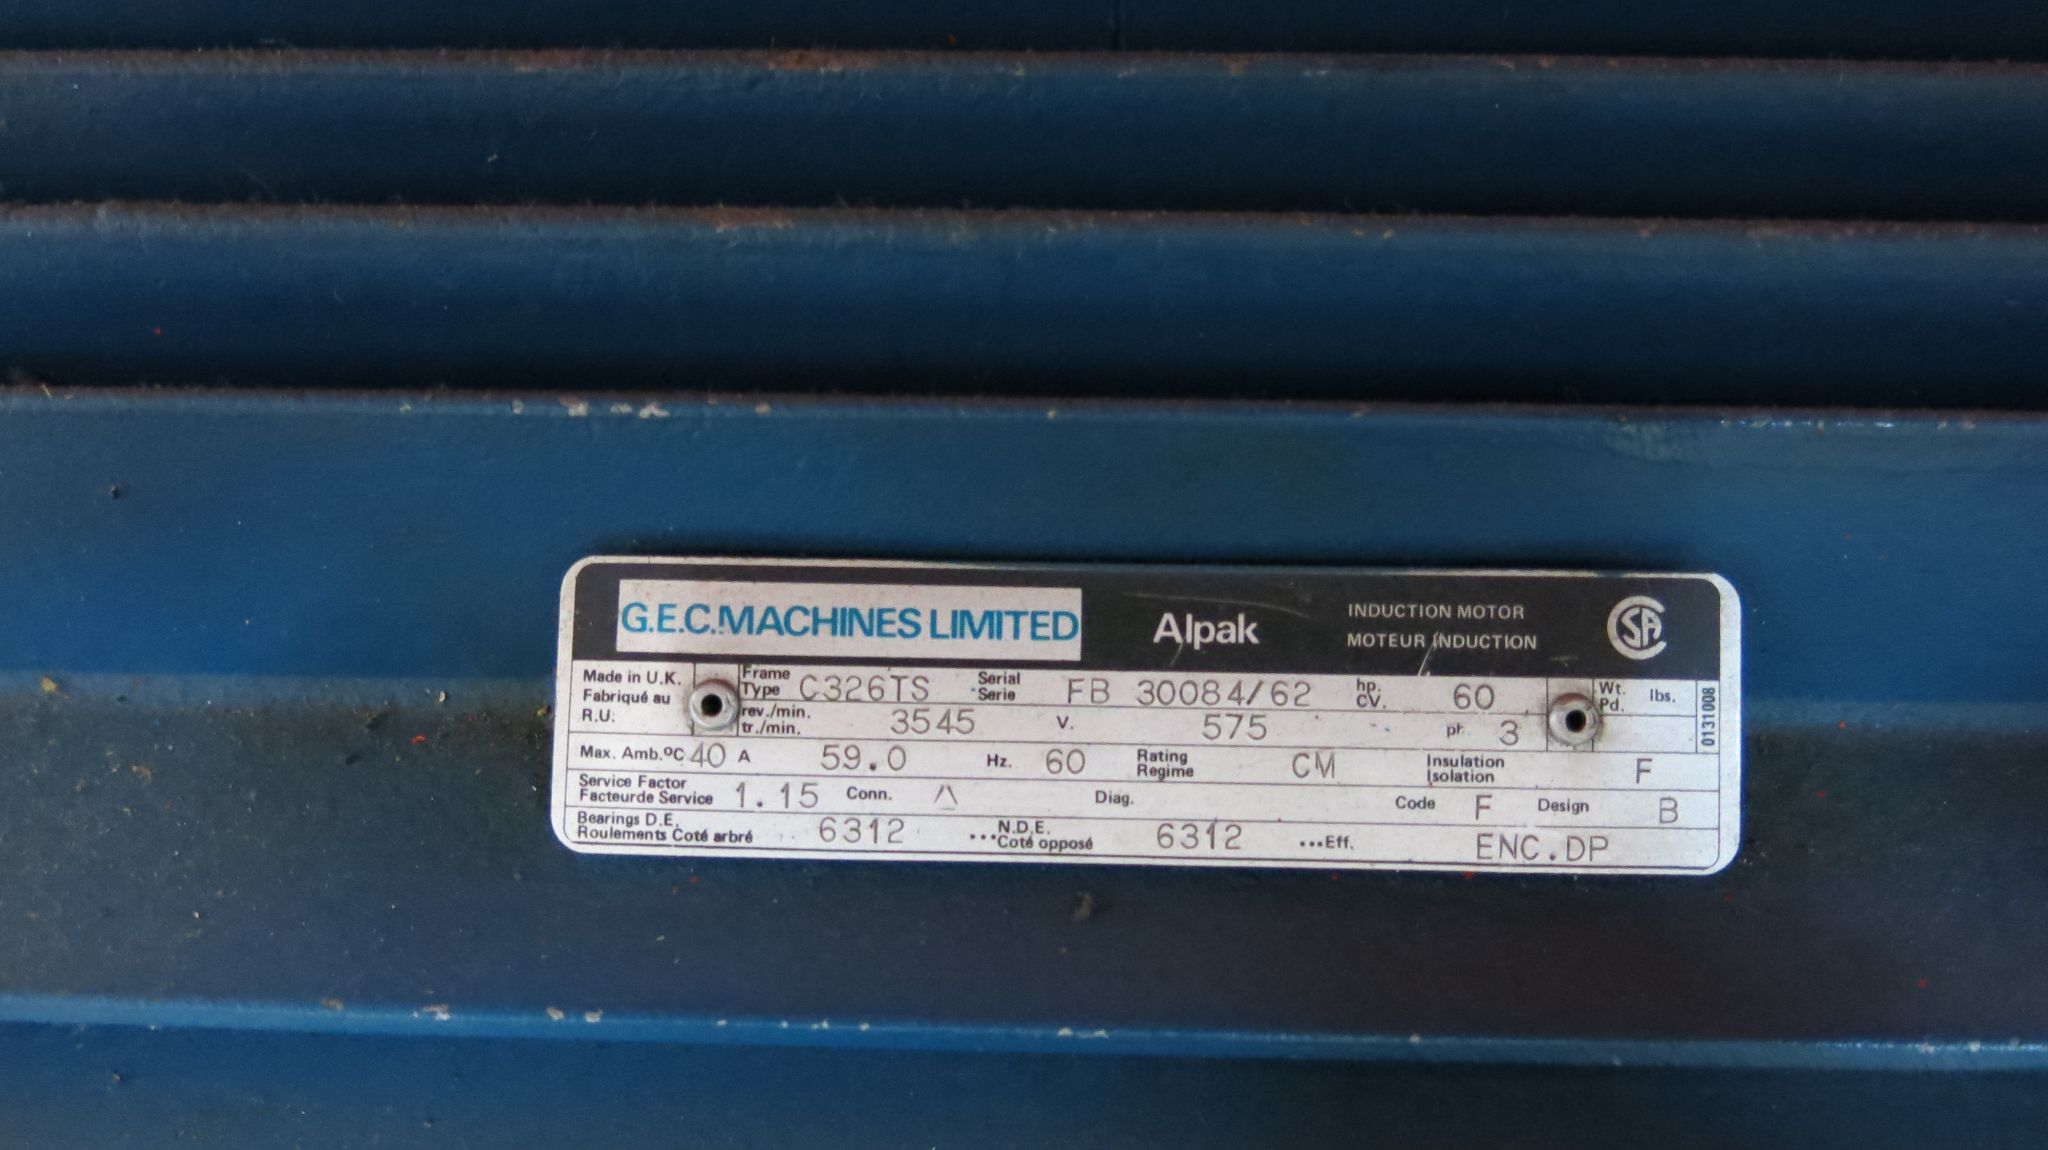 G.E.C. MACHINES LIMITED Alpak INDUCTION MOTOR
MOTEUR INDUCTION
CSA
Made in U.K.
Fabriqué au
R.U.
Frame
Type C326TS Serial
Serie FB 30084/62 hp.
CV. 60 Wt.
Pd. lbs.
0131008
rev./min.
tr./min. 3545 V. 575 ph. 3
Max. Amb.ºC 40 A 59.0 Hz. 60 Rating
Regime CM Insulation
Isolation F
Service Factor
Facteurde Service 1.15 Conn. Diag. Code F Design B
Bearings D.E.
Roulements Coté arbré 6312 ...N.D.E.
Coté opposé 6312 ...Eff. ENC.DP